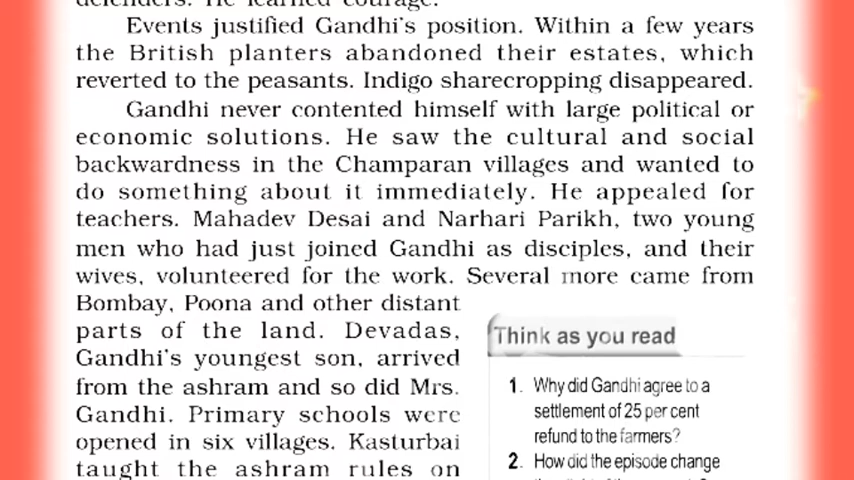 defenders. He learned courage.
Events justified Gandhi's position. Within a few years
the British planters abandoned their estates, which
reverted to the peasants. Indigo sharecropping disappeared.
Gandhi never contented himself with large political or
economic solutions. He saw the cultural and social
backwardness in the Champaran villages and wanted to
do something about it immediately. He appealed for
teachers. Mahadev Desai and Narhari Parikh, two young
men who had just joined Gandhi as disciples, and their
wives, volunteered for the work. Several more came from
Bombay, Poona and other distant
parts of the land. Devadas,
Gandhi's youngest son, arrived
from the ashram and so did Mrs.
Gandhi. Primary schools were
opened in six villages. Kasturbai
taught the ashram rules on
Think as you read
1. Why did Gandhi agree to a
settlement of 25 per cent
refund to the farmers?
2. How did the episode change